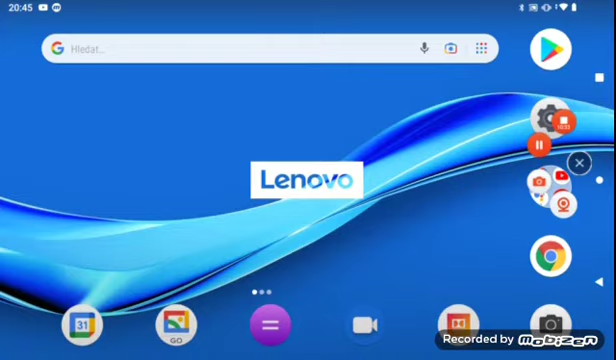 20:45
Hledat...
Lenovo
31
GO
Recorded by
MOBIZEN